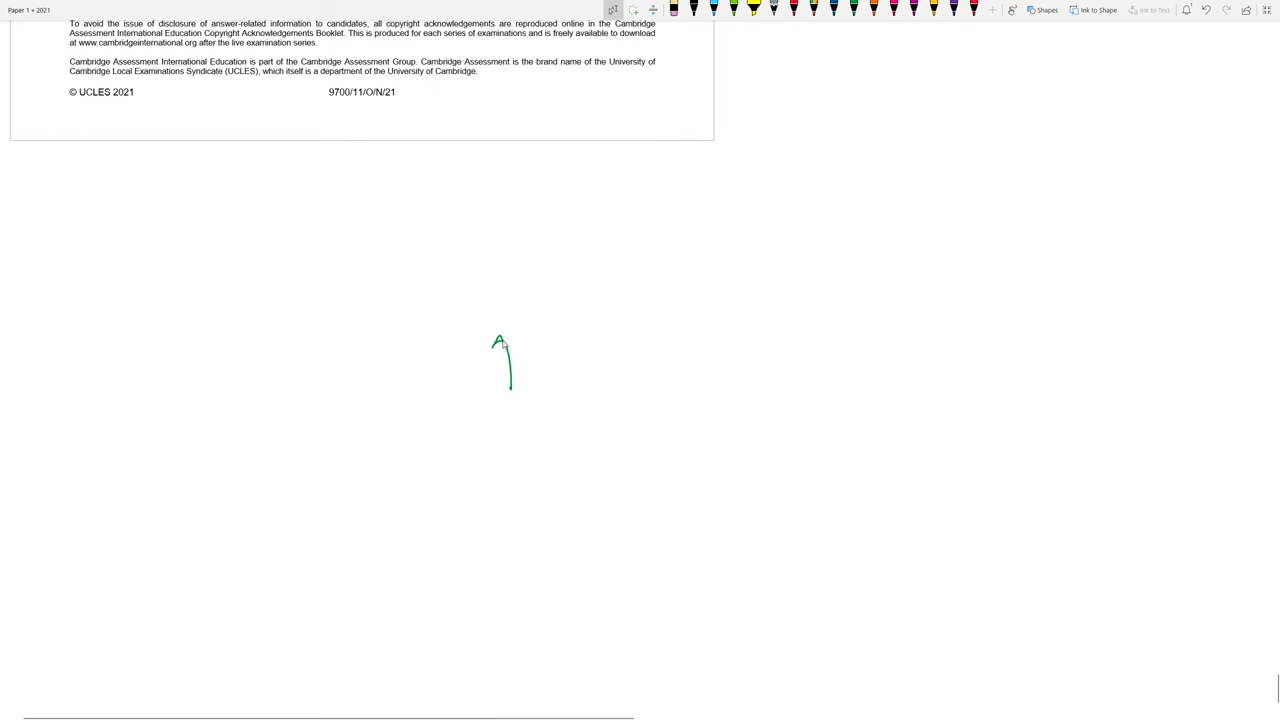 Paper 1 » 2021
Shapes
Ink to Shape
Ink to Text
To avoid the issue of disclosure of answer-related information to candidates, all copyright acknowledgements are reproduced online in the Cambridge
Assessment International Education Copyright Acknowledgements Booklet. This is produced for each series of examinations and is freely available to download
at www.cambridgeinternational.org after the live examination series.
Cambridge Assessment International Education is part of the Cambridge Assessment Group. Cambridge Assessment is the brand name of the University of
Cambridge Local Examinations Syndicate (UCLES), which itself is a department of the University of Cambridge.
© UCLES 2021
9700/11/O/N/21
A